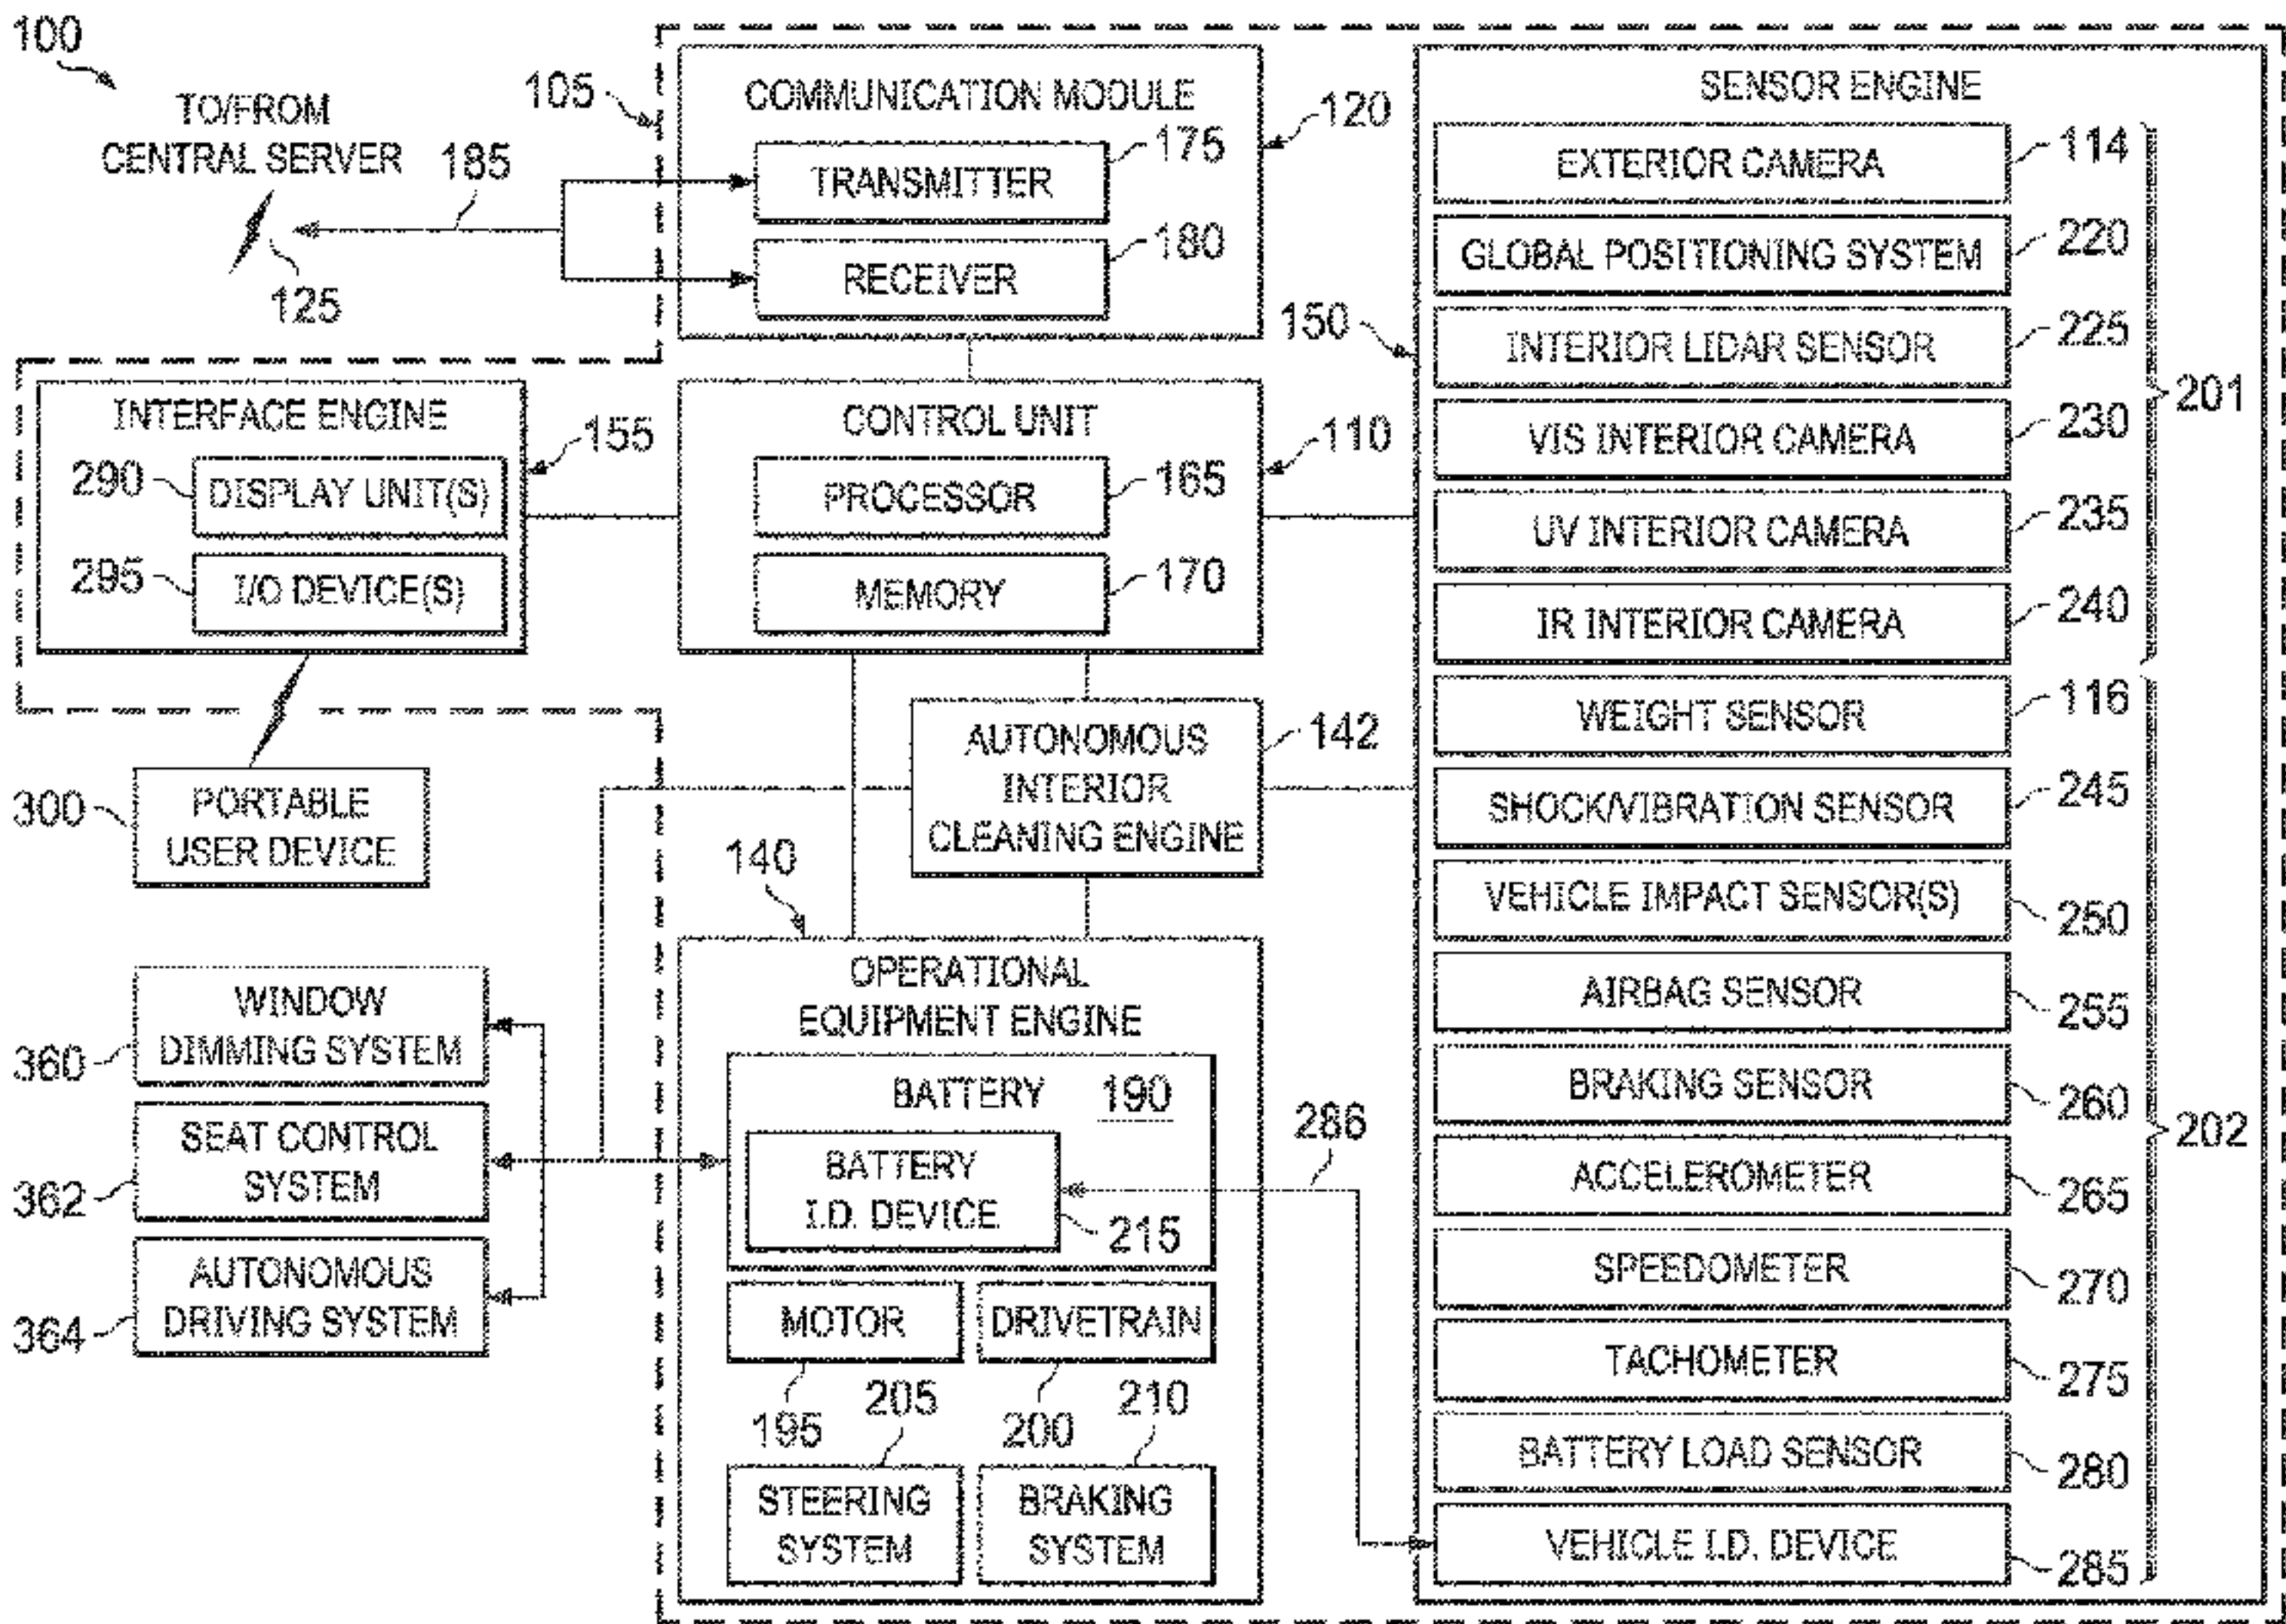 100
TO/FROM
CENTRAL SERVER
185
125
105
COMMUNICATION MODULE
120
TRANSMITTER
175
RECEIVER
180
INTERFACE ENGINE
155
290
DISPLAY UNIT(S)
295
I/O DEVICE(S)
CONTROL UNIT
110
PROCESSOR
165
MEMORY
170
300
PORTABLE
USER DEVICE
AUTONOMOUS
INTERIOR
CLEANING ENGINE
142
140
OPERATIONAL
EQUIPMENT ENGINE
BATTERY
190
BATTERY
I.D. DEVICE
215
286
MOTOR
195
DRIVETRAIN
200
205
STEERING
SYSTEM
210
BRAKING
SYSTEM
WINDOW
DIMMING SYSTEM
360
SEAT CONTROL
SYSTEM
362
AUTONOMOUS
DRIVING SYSTEM
364
150
SENSOR ENGINE
EXTERIOR CAMERA
114
GLOBAL POSITIONING SYSTEM
220
INTERIOR LIDAR SENSOR
225
VIS INTERIOR CAMERA
230
UV INTERIOR CAMERA
235
IR INTERIOR CAMERA
240
201
WEIGHT SENSOR
116
SHOCK/VIBRATION SENSOR
245
VEHICLE IMPACT SENSOR(S)
250
AIRBAG SENSOR
255
BRAKING SENSOR
260
ACCELEROMETER
265
SPEEDOMETER
270
TACHOMETER
275
BATTERY LOAD SENSOR
280
VEHICLE I.D. DEVICE
285
202